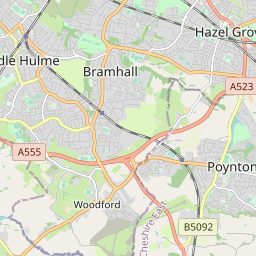 Hazel Grov
dle Hulme
Bramhall
A523
A555
Poynton
Woodford
B5092
Cheshire East